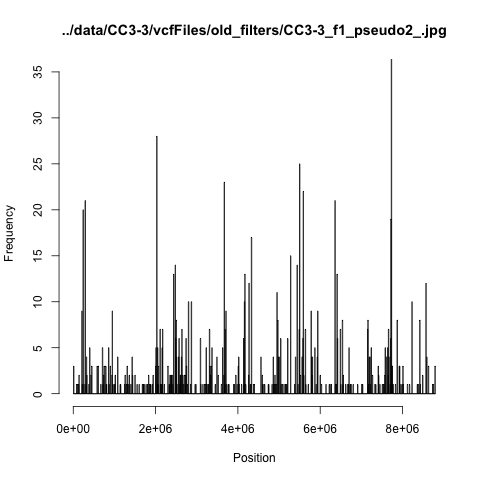 ../data/CC3-3/vcfFiles/old_filters/CC3-3_f1_pseudo2_.jpg
35
30
25
20
15
10
5
0
Frequency
0e+00 2e+06 4e+06 6e+06 8e+06
Position